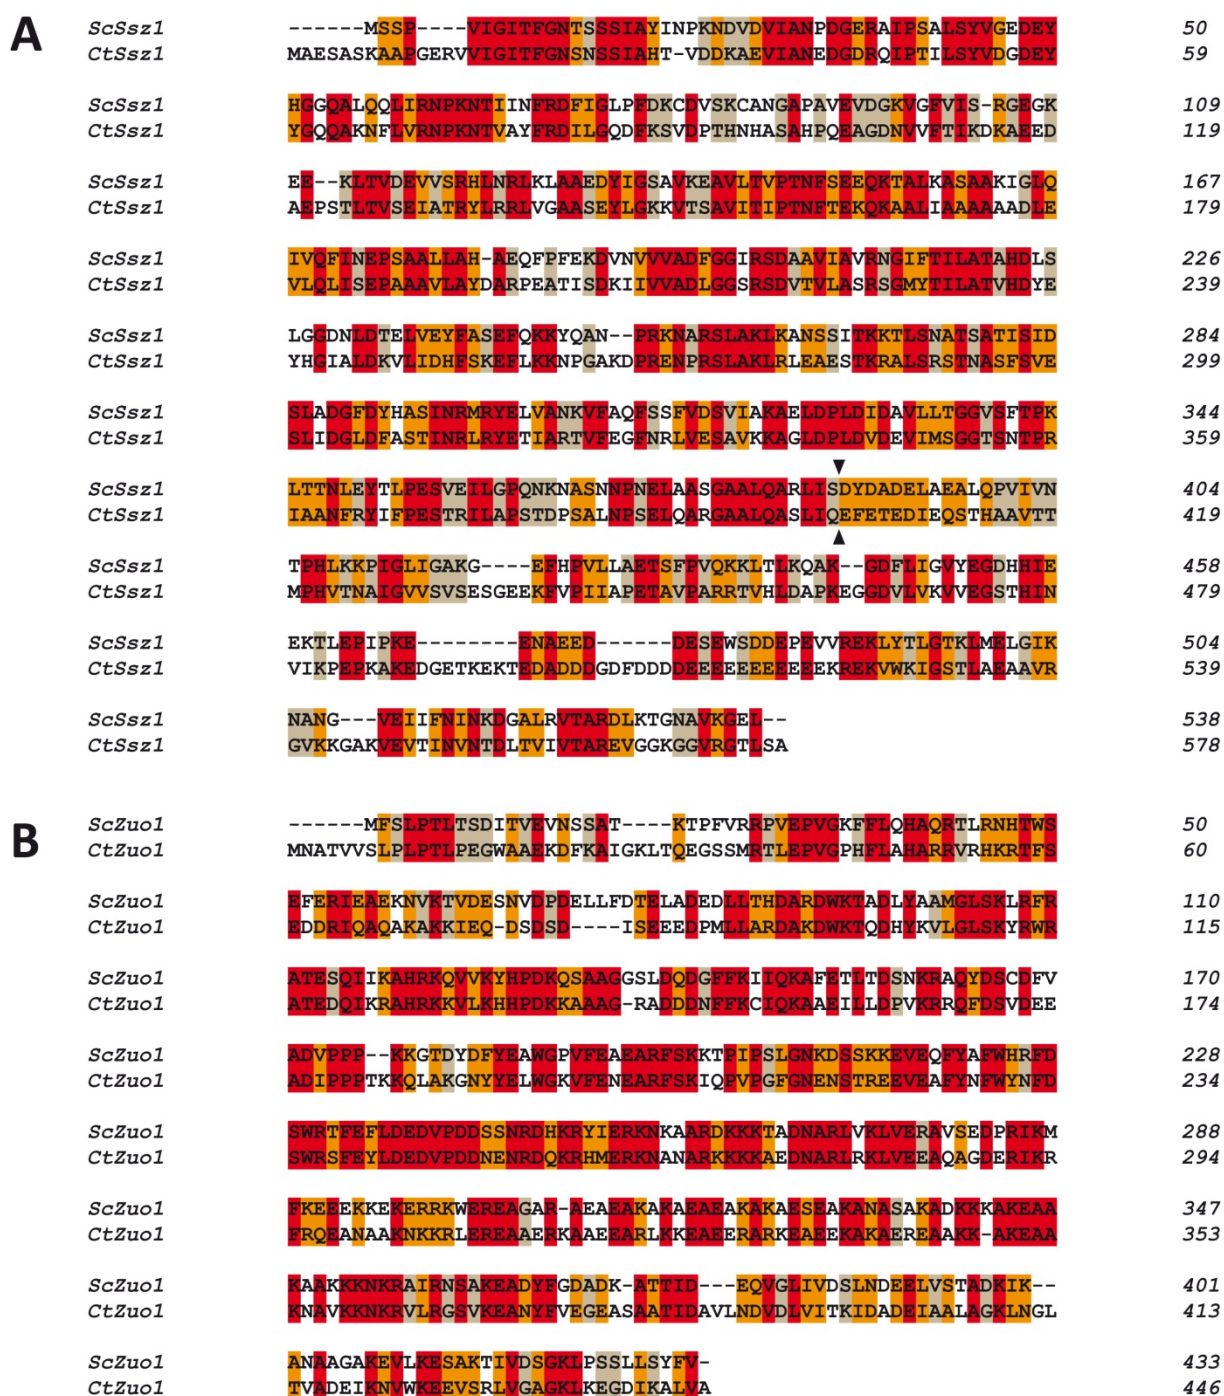 A
ScSsz1 ------MSSP----VIGITFGNTSSSIAYINPKNDVDVIANPDGERAIPSALSYVGEDEY 50
CtSsz1 MAESASKAAPGERVVIGITFGNSNSSIAHT-VDDKAEVIANEDGDRQIPTILSYVDGDEY 59
ScSsz1 HGGQALQQLIRNPKNTIINFRDFIGLPFDKCDVSKCANGAPAVEVDGKVGFVIS-RGEGK 109
CtSsz1 YGQQAKNFLVRNPKNTVAYFRDILGQDFKSVDPTHNHASAHPQEAGDNVVFTIKDKAEED 119
ScSsz1 EE--KLTVDEVVSRHLNRLKLAAEDYIGSAVKEAVLTVPTNFSEEQKTALKASAAKIGLQ 167
CtSsz1 AEPSTLTVSEIATRYLRRLVGAASEYLGKKVTSAVITIPTNFTEKQKAALIAAAAAADLE 179
ScSsz1 IVQFINEPSAALLAH-AEQFPFEKDVNVVVADFGGIRSDAAVIAVRNGIFTILATAHDLS 226
CtSsz1 VLQLISEPAAAVLAYDARPEATISDKIIVVADLGGSRSDVTVLASRSGMYTILATVHDYE 239
ScSsz1 LGGDNLDTELVEYFASEFQKKYQAN--PRKNARSLAKLKANSSITKKTLSNATSATISID 284
CtSsz1 YHGIALDKVLIDHFSKEFLKKNPGAKDPRENPRSLAKLRLEAESTKRALSRSTNASFSVE 299
ScSsz1 SLADGFDYHASINRMRYELVANKVFAQFSSFVDSVIAKAELDPLDIDAVLLTGGVSFTPK 344
CtSsz1 SLIDGLDFASTINRLRYETIARTVFEGFNRLVESAVKKAGLDPLDVDEVIMSGGTSNTPR 359
ScSsz1 LTTNLEYTLPESVEILGPQNKNASNNPNELAASGAALQARLISDYDADELAEALQPVIVN 404
CtSsz1 IAANFRYIFPESTRILAPSTDPSALNPSELQARGAALQASLIQEFETEDIEQSTHAAVTT 419
ScSsz1 TPHLKKPIGLIGAKG----EFHPVLLAETSFPVQKKLTLKQAK--GDFLIGVYEGDHHIE 458
CtSsz1 MPHVTNAIGVVSVSESGEEKFVPIIAPETAVPARRTVHLDAPKEGGDVLVKVVEGSTHIN 479
ScSsz1 EKTLEPIPKE--------ENAEED------DESEWSDDEPEVVREKLYTLGTKLMELGIK 504
CtSsz1 VIKPEPKAKEDGETKEKTEDADDDGDFDDDDEEEEEEEEEEEKREKVWKIGSTLAEAAVR 539
ScSsz1 NANG---VEIIFNINKDGALRVTARDLKTGNAVKGEL-- 538
CtSsz1 GVKKGAKVEVTINVNTDLTVIVTAREVGGKGGVRGTLSA 578
B
ScZuo1 ------MFSLPTLTSDITVEVNSSAT----KTPFVRRPVEPVGKFFLQHAQRTLRNHTWS 50
CtZuo1 MNATVVSLPLPTLPEGWAAEKDFKAIGKLTQEGSSMRTLEPVGPHFLAHARRVRHKRTFS 60
ScZuo1 EFERIEAEKNVKTVDESNVDPDELLFDTELADEDLLTHDARDWKTADLYAAMGLSKLRFR 110
CtZuo1 EDDRIQAQAKAKKIEQ-DSDSD----ISEEEDPMLLARDAKDWKTQDHYKVLGLSKYRWR 115
ScZuo1 ATESQIIKAHRKQVVKYHPDKQSAAGGSLDQDGFFKIIQKAFETLTDSNKRAQYDSCDFV 170
CtZuo1 ATEDQIKRAHRKKVLKHHPDKKAAAG-RADDDNFFKCIQKAAEILLDPVKRRQFDSVDEE 174
ScZuo1 ADVPPP--KKGTDYDFYEAWGPVFEAEARFSKKTPIPSLGNKDSSKKEVEQFYAFWHRFD 228
CtZuo1 ADIPPPTKKQLAKGNYYELWGKVFENEARFSKIQPVPGFGNENSTREEVEAFYNFWYNFD 234
ScZuo1 SWRTFEFLDEDVPDDSSNRDHKRYIERKNKAARDKKKTADNARLVKLVERAVSEDPRIKM 288
CtZuo1 SWRSFEYLDEDVPDDNENRDQKRHMERKNANARKKKKAEDNARLRKLVEEAQAGDERIKR 294
ScZuo1 FKEEEKKEKERRKWEREAGAR-AEAEAKAKAEAEAKAKAESEAKANASAKADKKKAKEAA 347
CtZuo1 FRQEANAAKNKKRLEREAAERKAAEEARLKKEAEEERARKEAEEKAKAEREAAKK-AKEAA 353
ScZuo1 KAAKKKNKRAIRNSAKEADYFGDADK-ATTID---EQVGLIVDSLNDEELVSTADKIK-- 401
CtZuo1 KNAVKKNKRVLRGSVKEANYFVEGEASAATIDAVLNDVDLVITKIDADEIAALAGKLNGL 413
ScZuo1 ANAAGAKEVLKESAKTIVDSGKLPSSLLSYFV- 433
CtZuo1 TVADEIKNVWKEEVSRLVGAGKLKEGDIKALVA 446